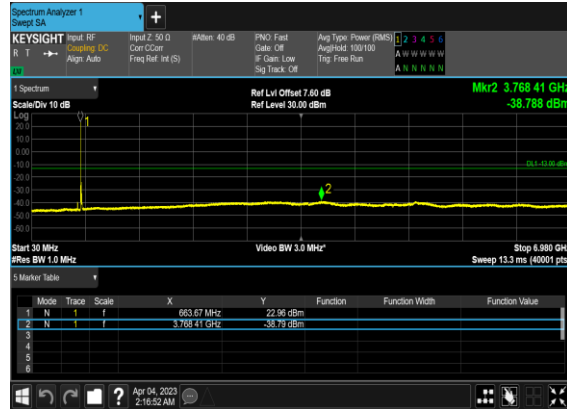 Spectrum Analyzer 1
Swept SA
+
KEYSIGHT Input: RF Input Z: 50 Ω #Atten: 40 dB PNO: Fast Avg Type: Power (RMS) 1 2 3 4 5 6
R T Coupling: DC Corr CCorr Gate: Off Avg|Hold: 100/100 A W W W W W
Align: Auto Freq Ref: Int (S) IF Gain: Low Trig: Free Run
Sig Track: Off A N N N N N
1 Spectrum Ref Lvl Offset 7.60 dB Mkr2 3.768 41 GHz
Scale/Div 10 dB Ref Level 30.00 dBm -38.788 dBm
Log
20.0
10.0
0.00
-10.0
DL1 -13.00 dBm
-20.0
-30.0
-40.0
-50.0
-60.0
1
2
Start 30 MHz Video BW 3.0 MHz* Stop 6.980 GHz
#Res BW 1.0 MHz Sweep 13.3 ms (40001 pts)
5 Marker Table
Mode Trace Scale X Y Function Function Width Function Value
1 N 1 f 663.67 MHz 22.96 dBm
2 N 1 f 3.768 41 GHz -38.79 dBm
3
4
5
6
? Apr 04, 2023
2:16:52 AM